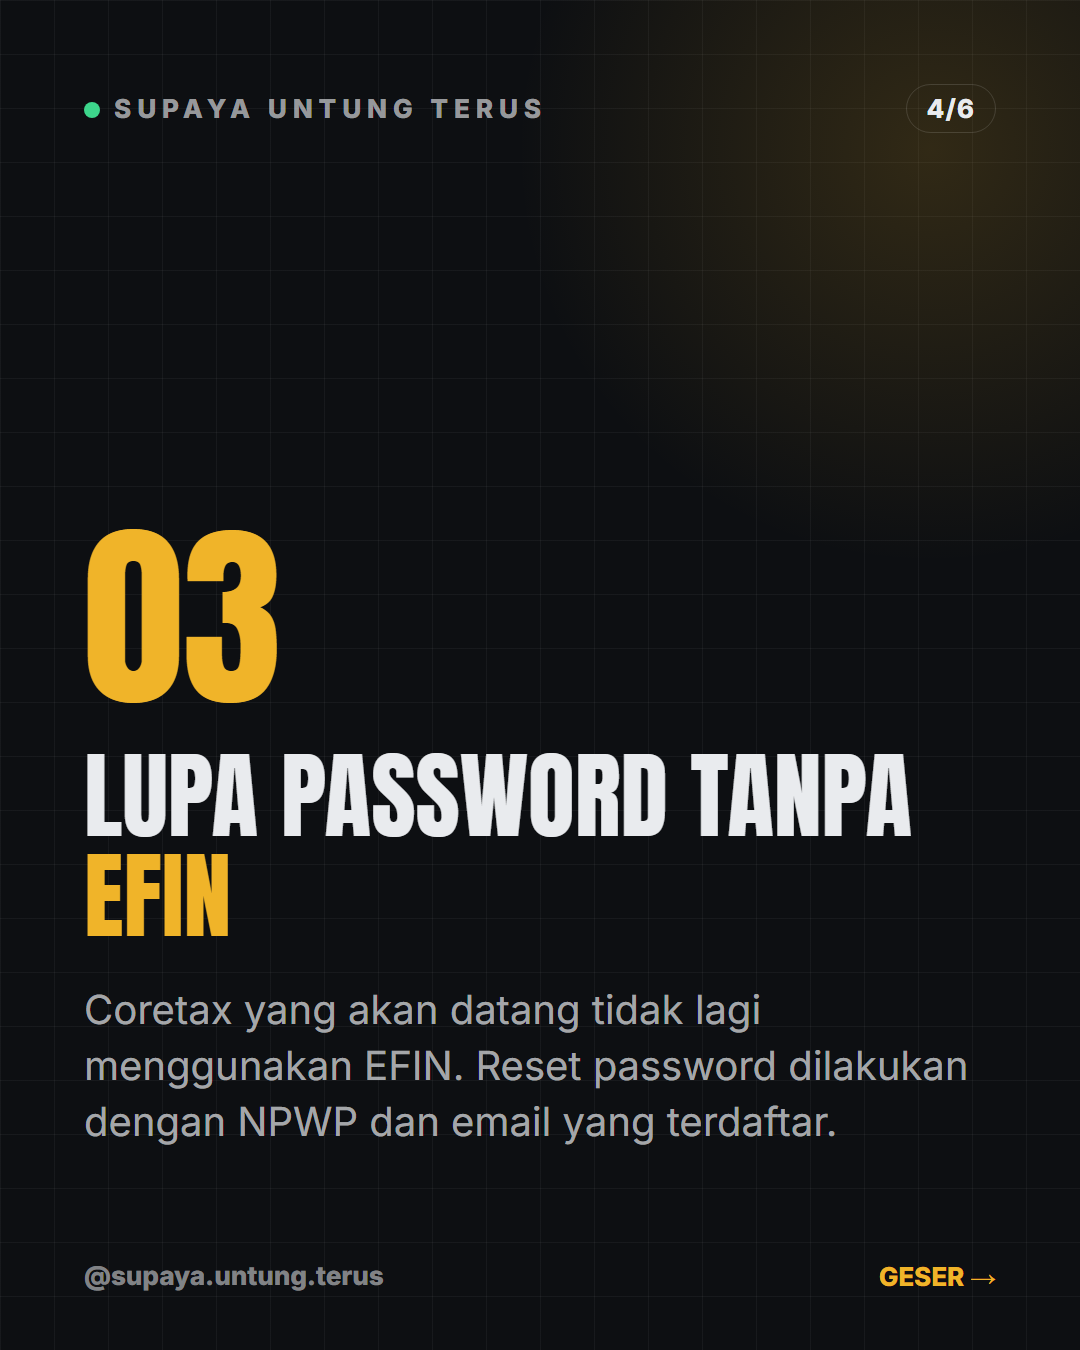 SUPAYA UNTUNG TERUS
4/6
03
LUPA PASSWORD TANPA
EFIN
Coretax yang akan datang tidak lagi
menggunakan EFIN. Reset password dilakukan
dengan NPWP dan email yang terdaftar.
@supaya.untung.terus
GESER →